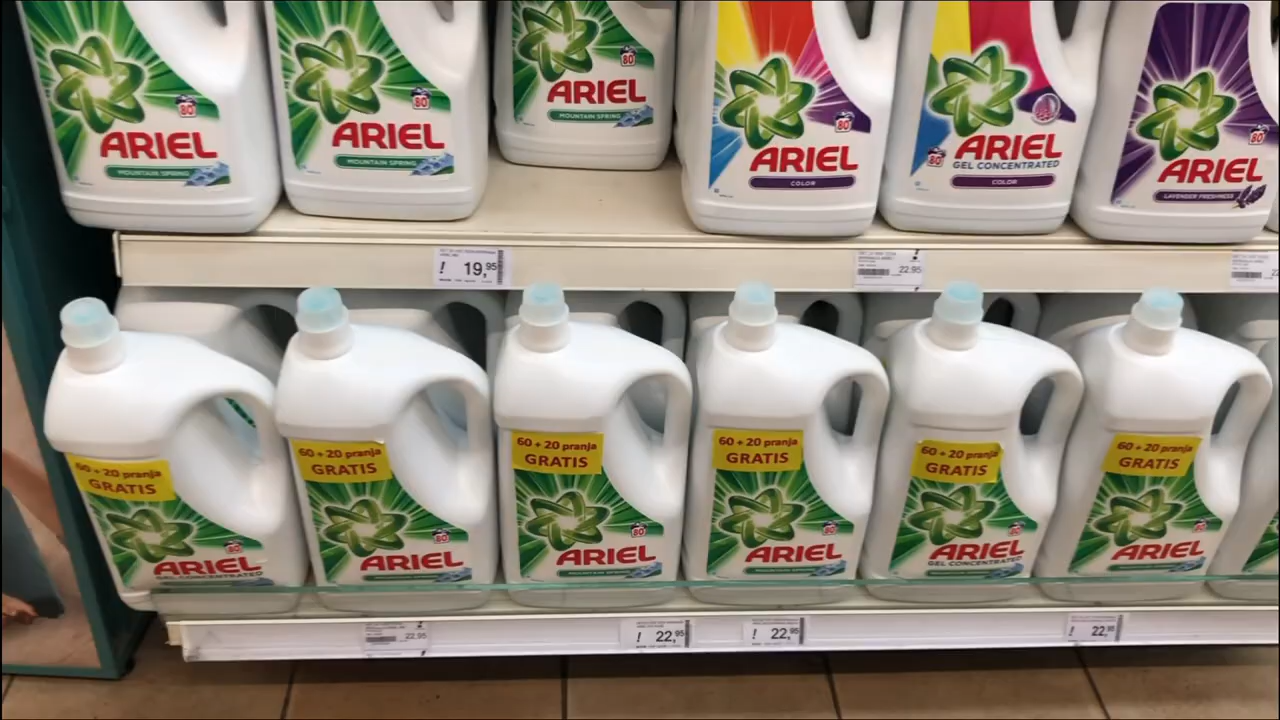 80
ARIEL
MOUNTAIN SPRING
80
ARIEL
MOUNTAIN SPRING
80
ARIEL
MOUNTAIN SPRING
80
ARIEL
COLOR
80
ARIEL
GEL CONCENTRATED
COLOR
80
ARIEL
LAVENDER FRESHNESS
! 19,95
22,95
60 + 20 pranja
GRATIS
80
ARIEL
GEL CONCENTRATED
60 + 20 pranja
GRATIS
80
ARIEL
60 + 20 pranja
GRATIS
80
ARIEL
MOUNTAIN SPRING
60 + 20 pranja
GRATIS
80
ARIEL
MOUNTAIN SPRING
60 + 20 pranja
GRATIS
80
ARIEL
GEL CONCENTRATED
60 + 20 pranja
GRATIS
80
ARIEL
22,95
! 22,95
! 22,95
! 22,95